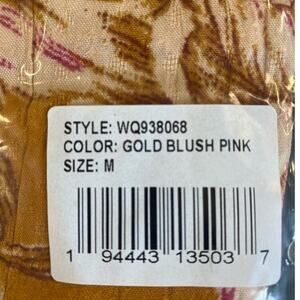 STYLE: WQ938068
COLOR: GOLD BLUSH PINK
SIZE: M
1 94443 13503 7